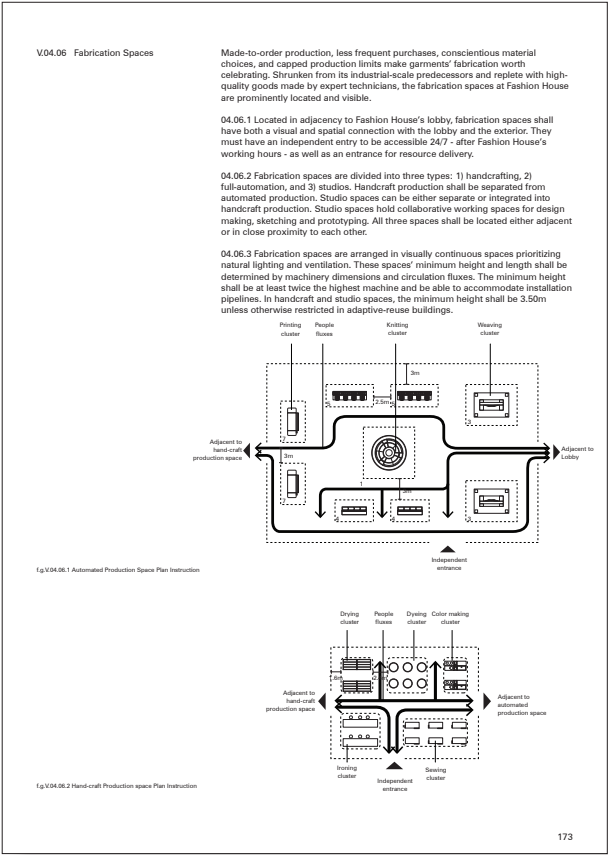 V.04.06 Fabrication Spaces
Made-to-order production, less frequent purchases, conscientious material
choices, and capped production limits make garments' fabrication worth
celebrating. Shrunken from its industrial-scale predecessors and replete with high-
quality goods made by expert technicians, the fabrication spaces at Fashion House
are prominently located and visible.
04.06.1 Located in adjacency to Fashion House's lobby, fabrication spaces shall
have both a visual and spatial connection with the lobby and the exterior. They
must have an independent entry to be accessible 24/7 - after Fashion House's
working hours - as well as an entrance for resource delivery.
04.06.2 Fabrication spaces are divided into three types: 1) handcrafting, 2)
full-automation, and 3) studios. Handcraft production shall be separated from
automated production. Studio spaces can be either separate or integrated into
handcraft production. Studio spaces hold collaborative working spaces for design
making, sketching and prototyping. All three spaces shall be located either adjacent
or in close proximity to each other.
04.06.3 Fabrication spaces are arranged in visually continuous spaces prioritizing
natural lighting and ventilation. These spaces' minimum height and length shall be
determined by machinery dimensions and circulation fluxes. The minimum height
shall be at least twice the highest machine and be able to accommodate installation
pipelines. In handcraft and studio spaces, the minimum height shall be 3.50m
unless otherwise restricted in adaptive-reuse buildings.
Printing
cluster
People
fluxes
Knitting
cluster
Weaving
cluster
3m
2.5m
5
3
7
Adjacent to
hand-craft
production space
Adjacent to
Lobby
3m
1
3m
7
4
4
3
Independent
entrance
f.g.V.04.06.1 Automated Production Space Plan Instruction
Drying
cluster
People
fluxes
Dyeing
cluster
Color making
cluster
Adjacent to
hand-craft
production space
Adjacent to
automated
production space
Ironing
cluster
Independent
entrance
Sewing
cluster
f.g.V.04.06.2 Hand-craft Production space Plan Instruction
173